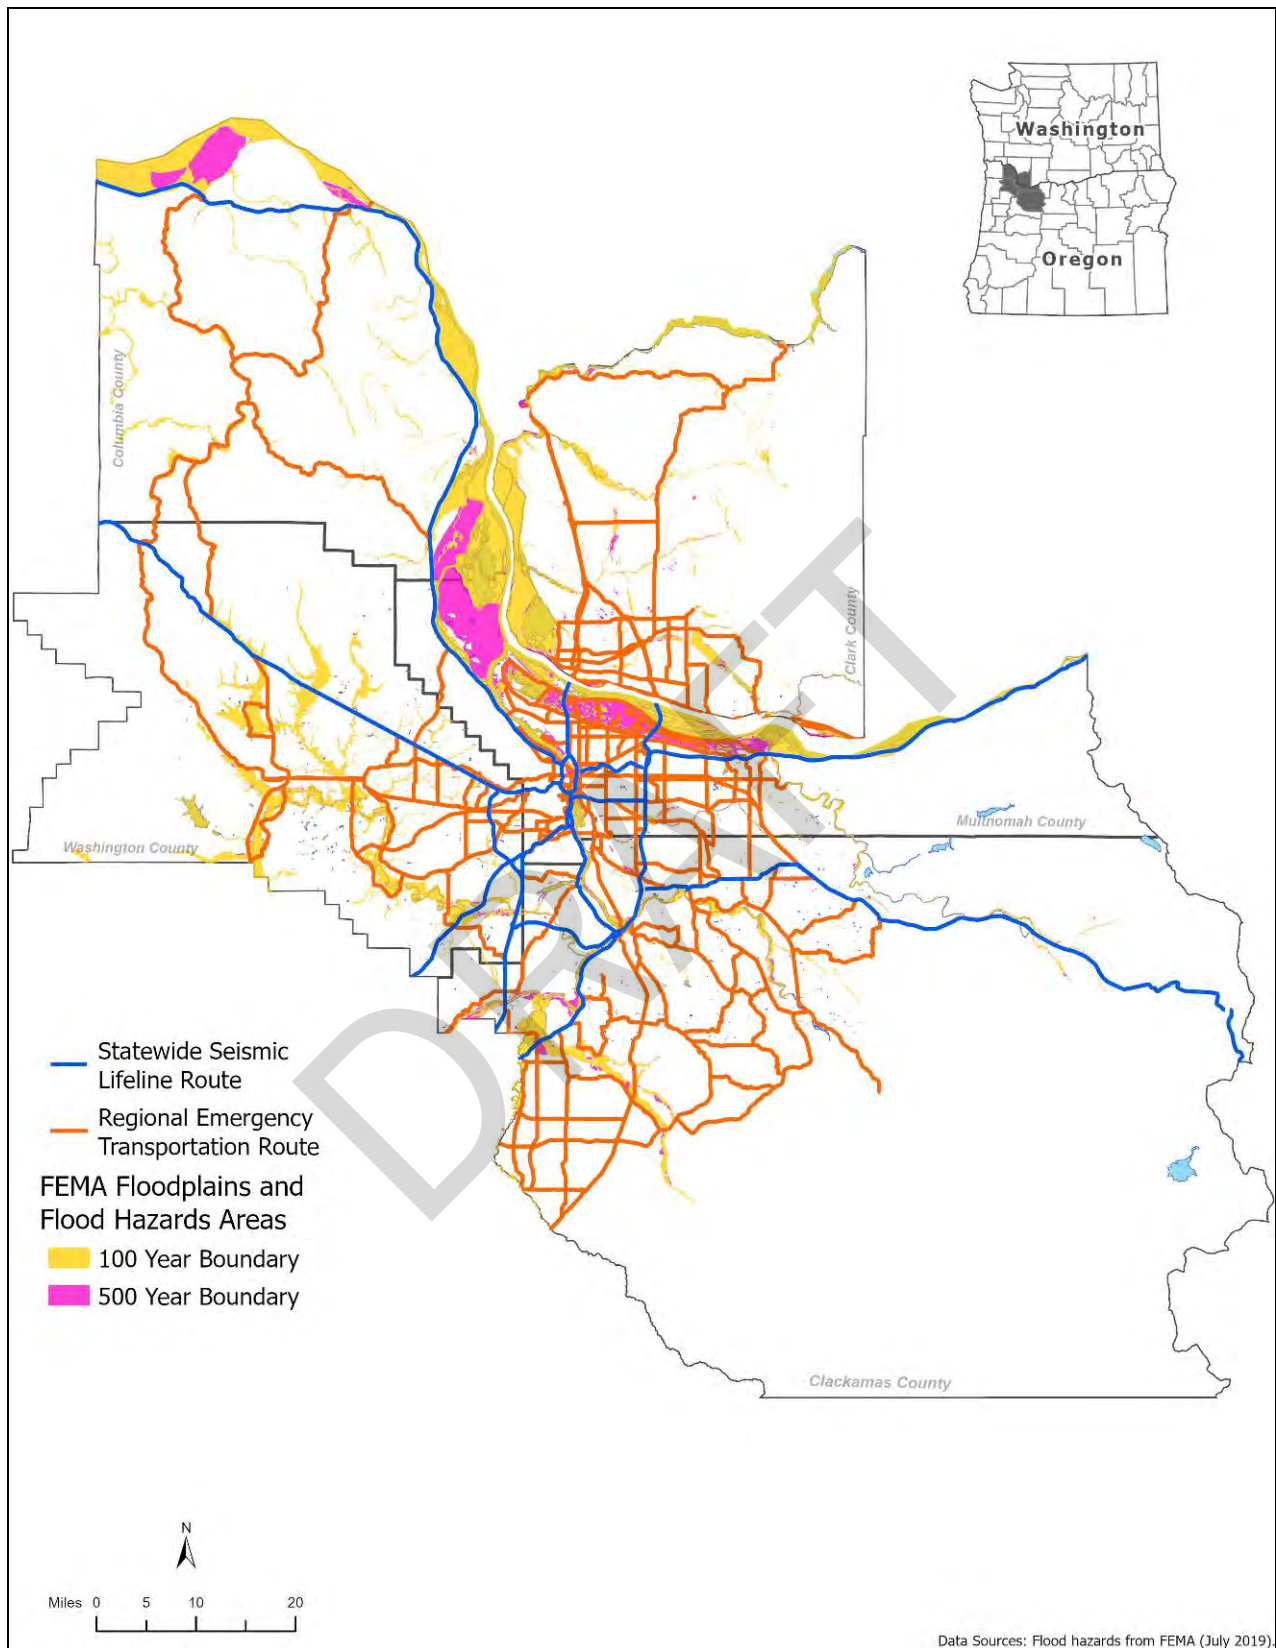 Washington
Oregon
Columbia County
Clark County
Multnomah County
Washington County
DRAFT
Statewide Seismic
Lifeline Route
Regional Emergency
Transportation Route
FEMA Floodplains and
Flood Hazards Areas
100 Year Boundary
500 Year Boundary
Clackamas County
N
Miles 0 5 10 20
Data Sources: Flood hazards from FEMA (July 2019)